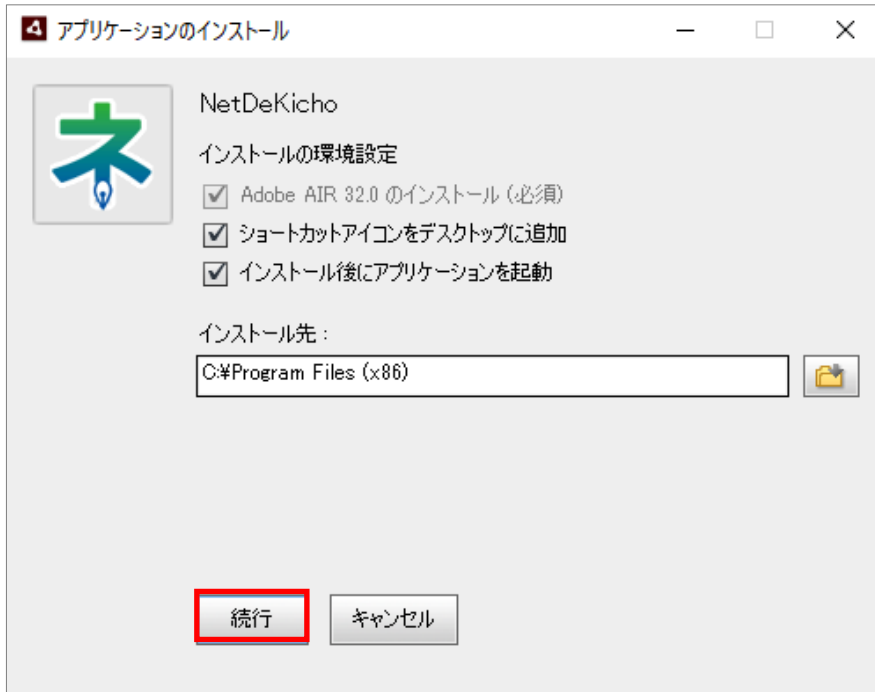 アプリケーションのインストール
ネ
NetDeKicho
インストールの環境設定
Adobe AIR 32.0 のインストール (必須)
ショートカットアイコンをデスクトップに追加
インストール後にアプリケーションを起動
インストール先 :
C:¥Program Files (x86)
続行
キャンセル